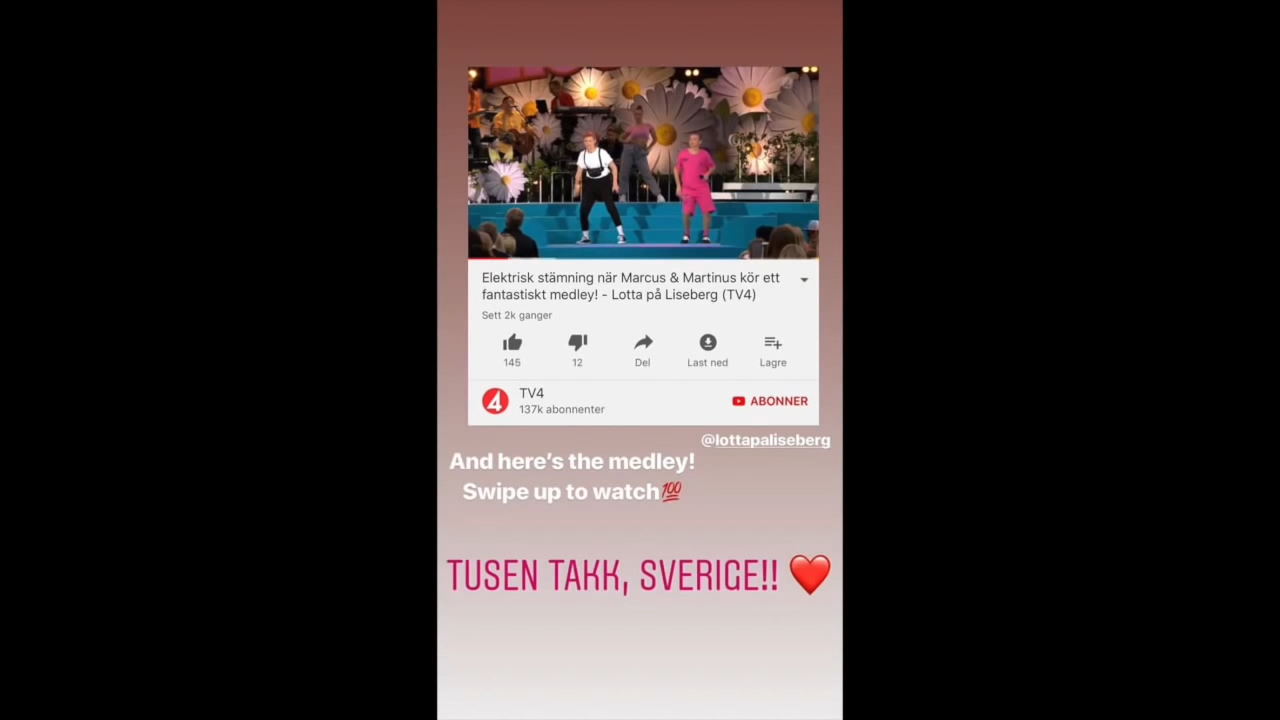 Elektrisk stämning när Marcus & Martinus kör ett
fantastiskt medley! - Lotta på Liseberg (TV4)
Sett 2k ganger
145 12 Del Last ned Lagre
4 TV4
137k abonnenter
ABONNER
@lottapaliseberg
And here's the medley!
Swipe up to watch💯
TUSEN TAKK, SVERIGE!! ❤️